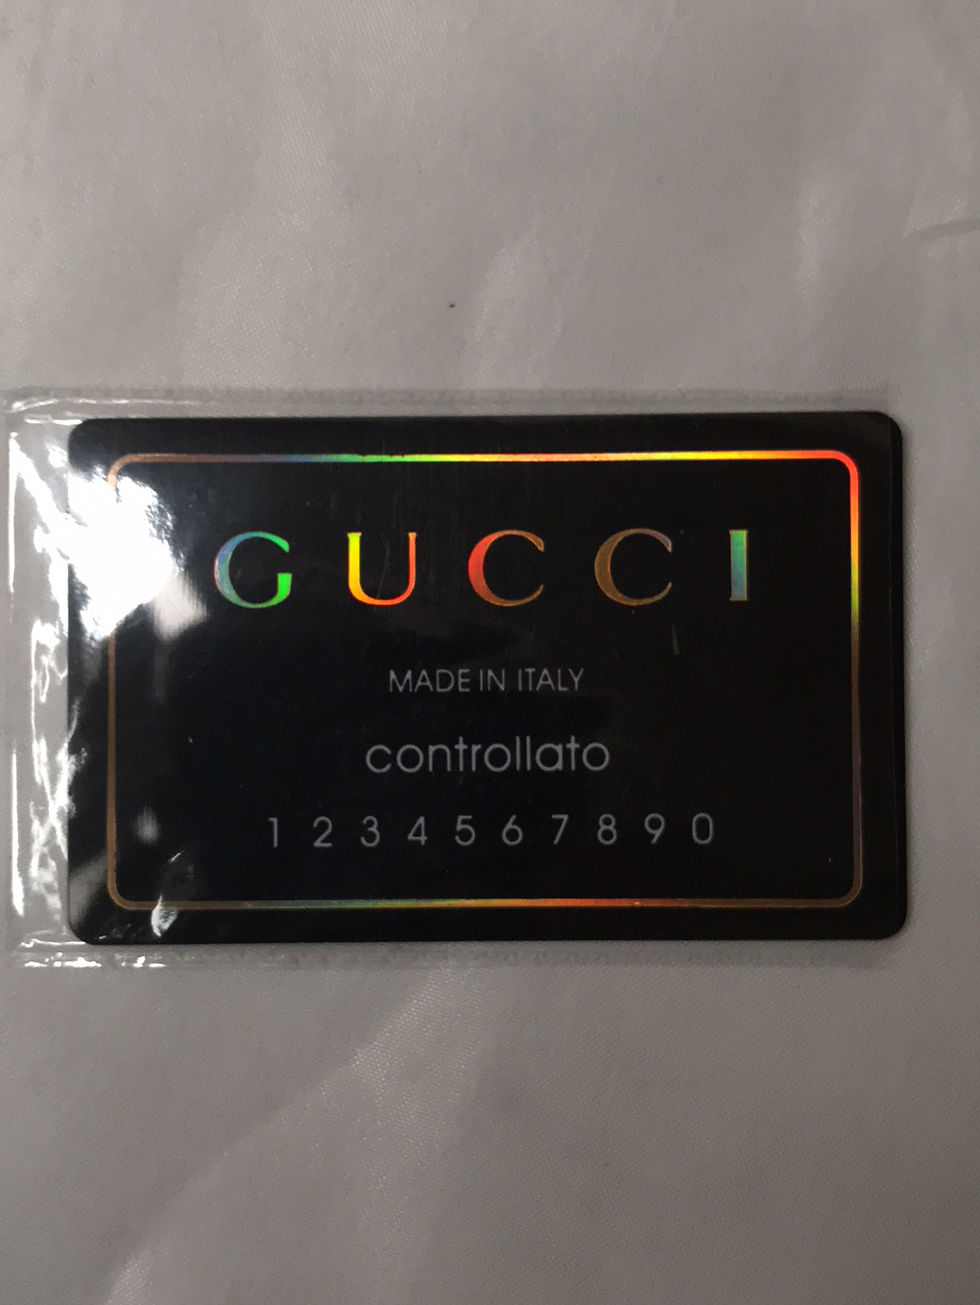 GUCCI
MADE IN ITALY
controllato
1 2 3 4 5 6 7 8 9 0